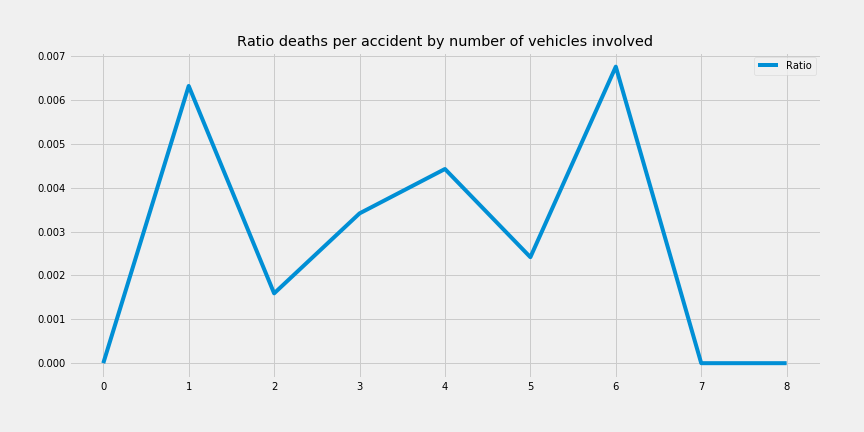 Ratio deaths per accident by number of vehicles involved
Ratio
0.007
0.006
0.005
0.004
0.003
0.002
0.001
0.000
0 1 2 3 4 5 6 7 8